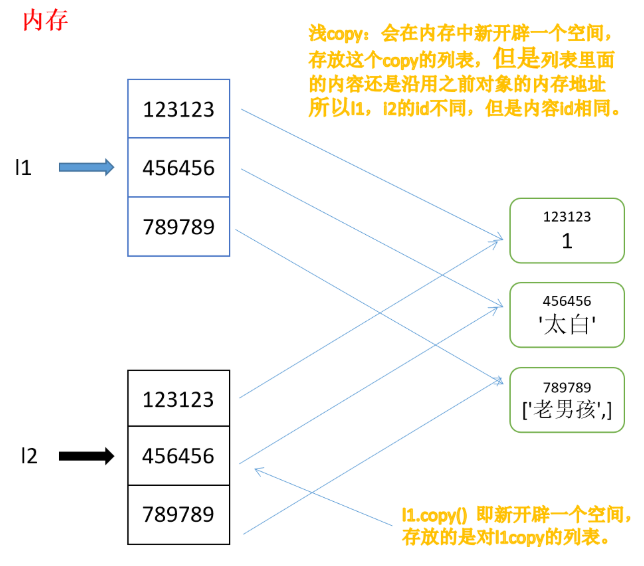 内存
浅copy：会在内存中新开辟一个空间，
存放这个copy的列表，但是列表里面
的内容还是沿用之前对象的内存地址
所以l1，l2的id不同，但是内容id相同。
l1
123123
456456
789789
123123
1
456456
'太白'
789789
['老男孩',]
l2
123123
456456
789789
l1.copy() 即新开辟一个空间，
存放的是对l1copy的列表。